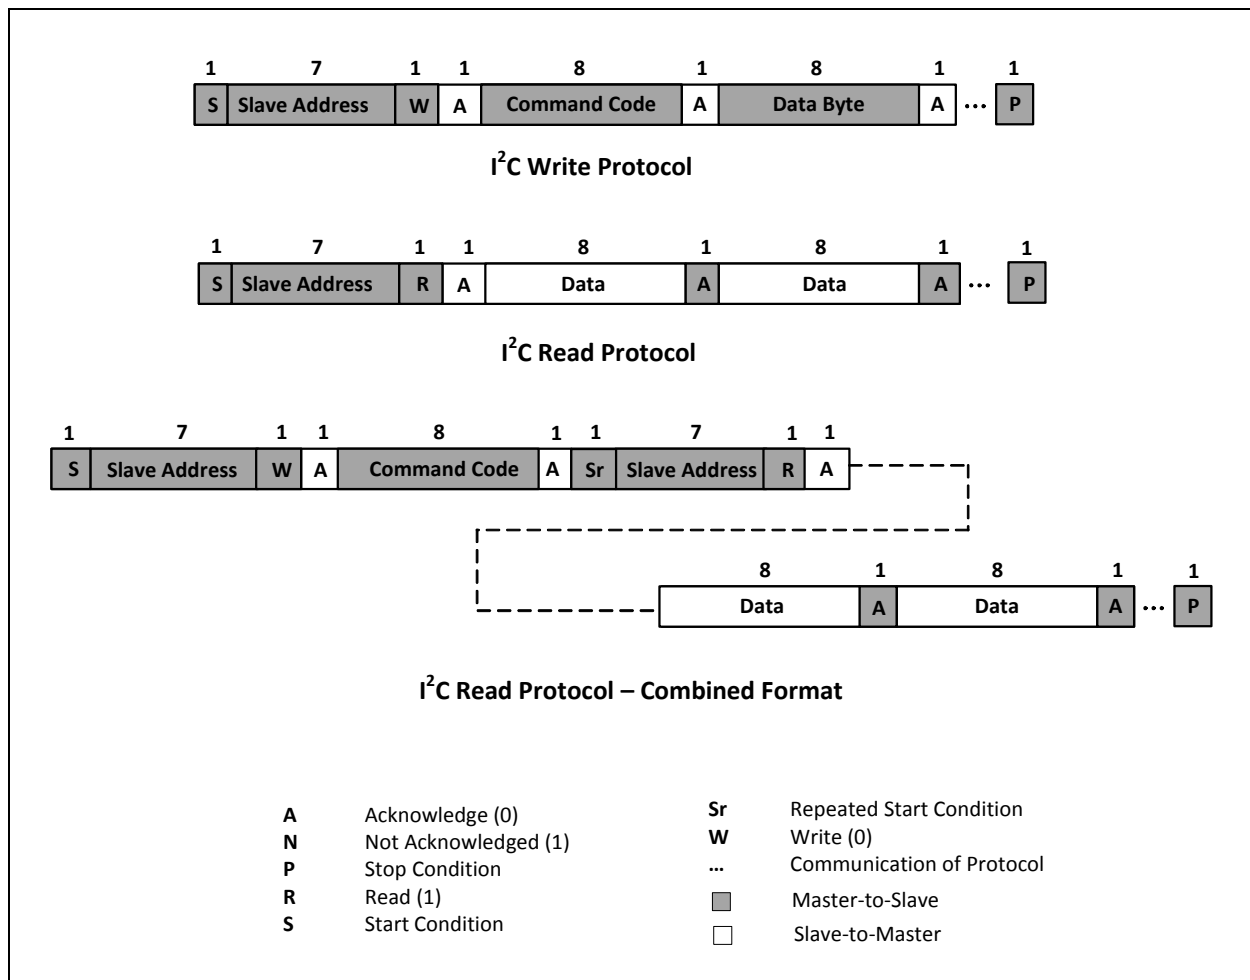 1 7 1 1 8 1 8 1 1
S Slave Address W A Command Code A Data Byte A ... P
I²C Write Protocol
1 7 1 1 8 1 8 1 1
S Slave Address R A Data A Data A ... P
I²C Read Protocol
1 7 1 1 8 1 1 7 1 1
S Slave Address W A Command Code A Sr Slave Address R A
8 1 8 1 1
Data A Data A ... P
I²C Read Protocol – Combined Format
A Acknowledge (0)
N Not Acknowledged (1)
P Stop Condition
R Read (1)
S Start Condition
Sr Repeated Start Condition
W Write (0)
... Communication of Protocol
Master-to-Slave
Slave-to-Master